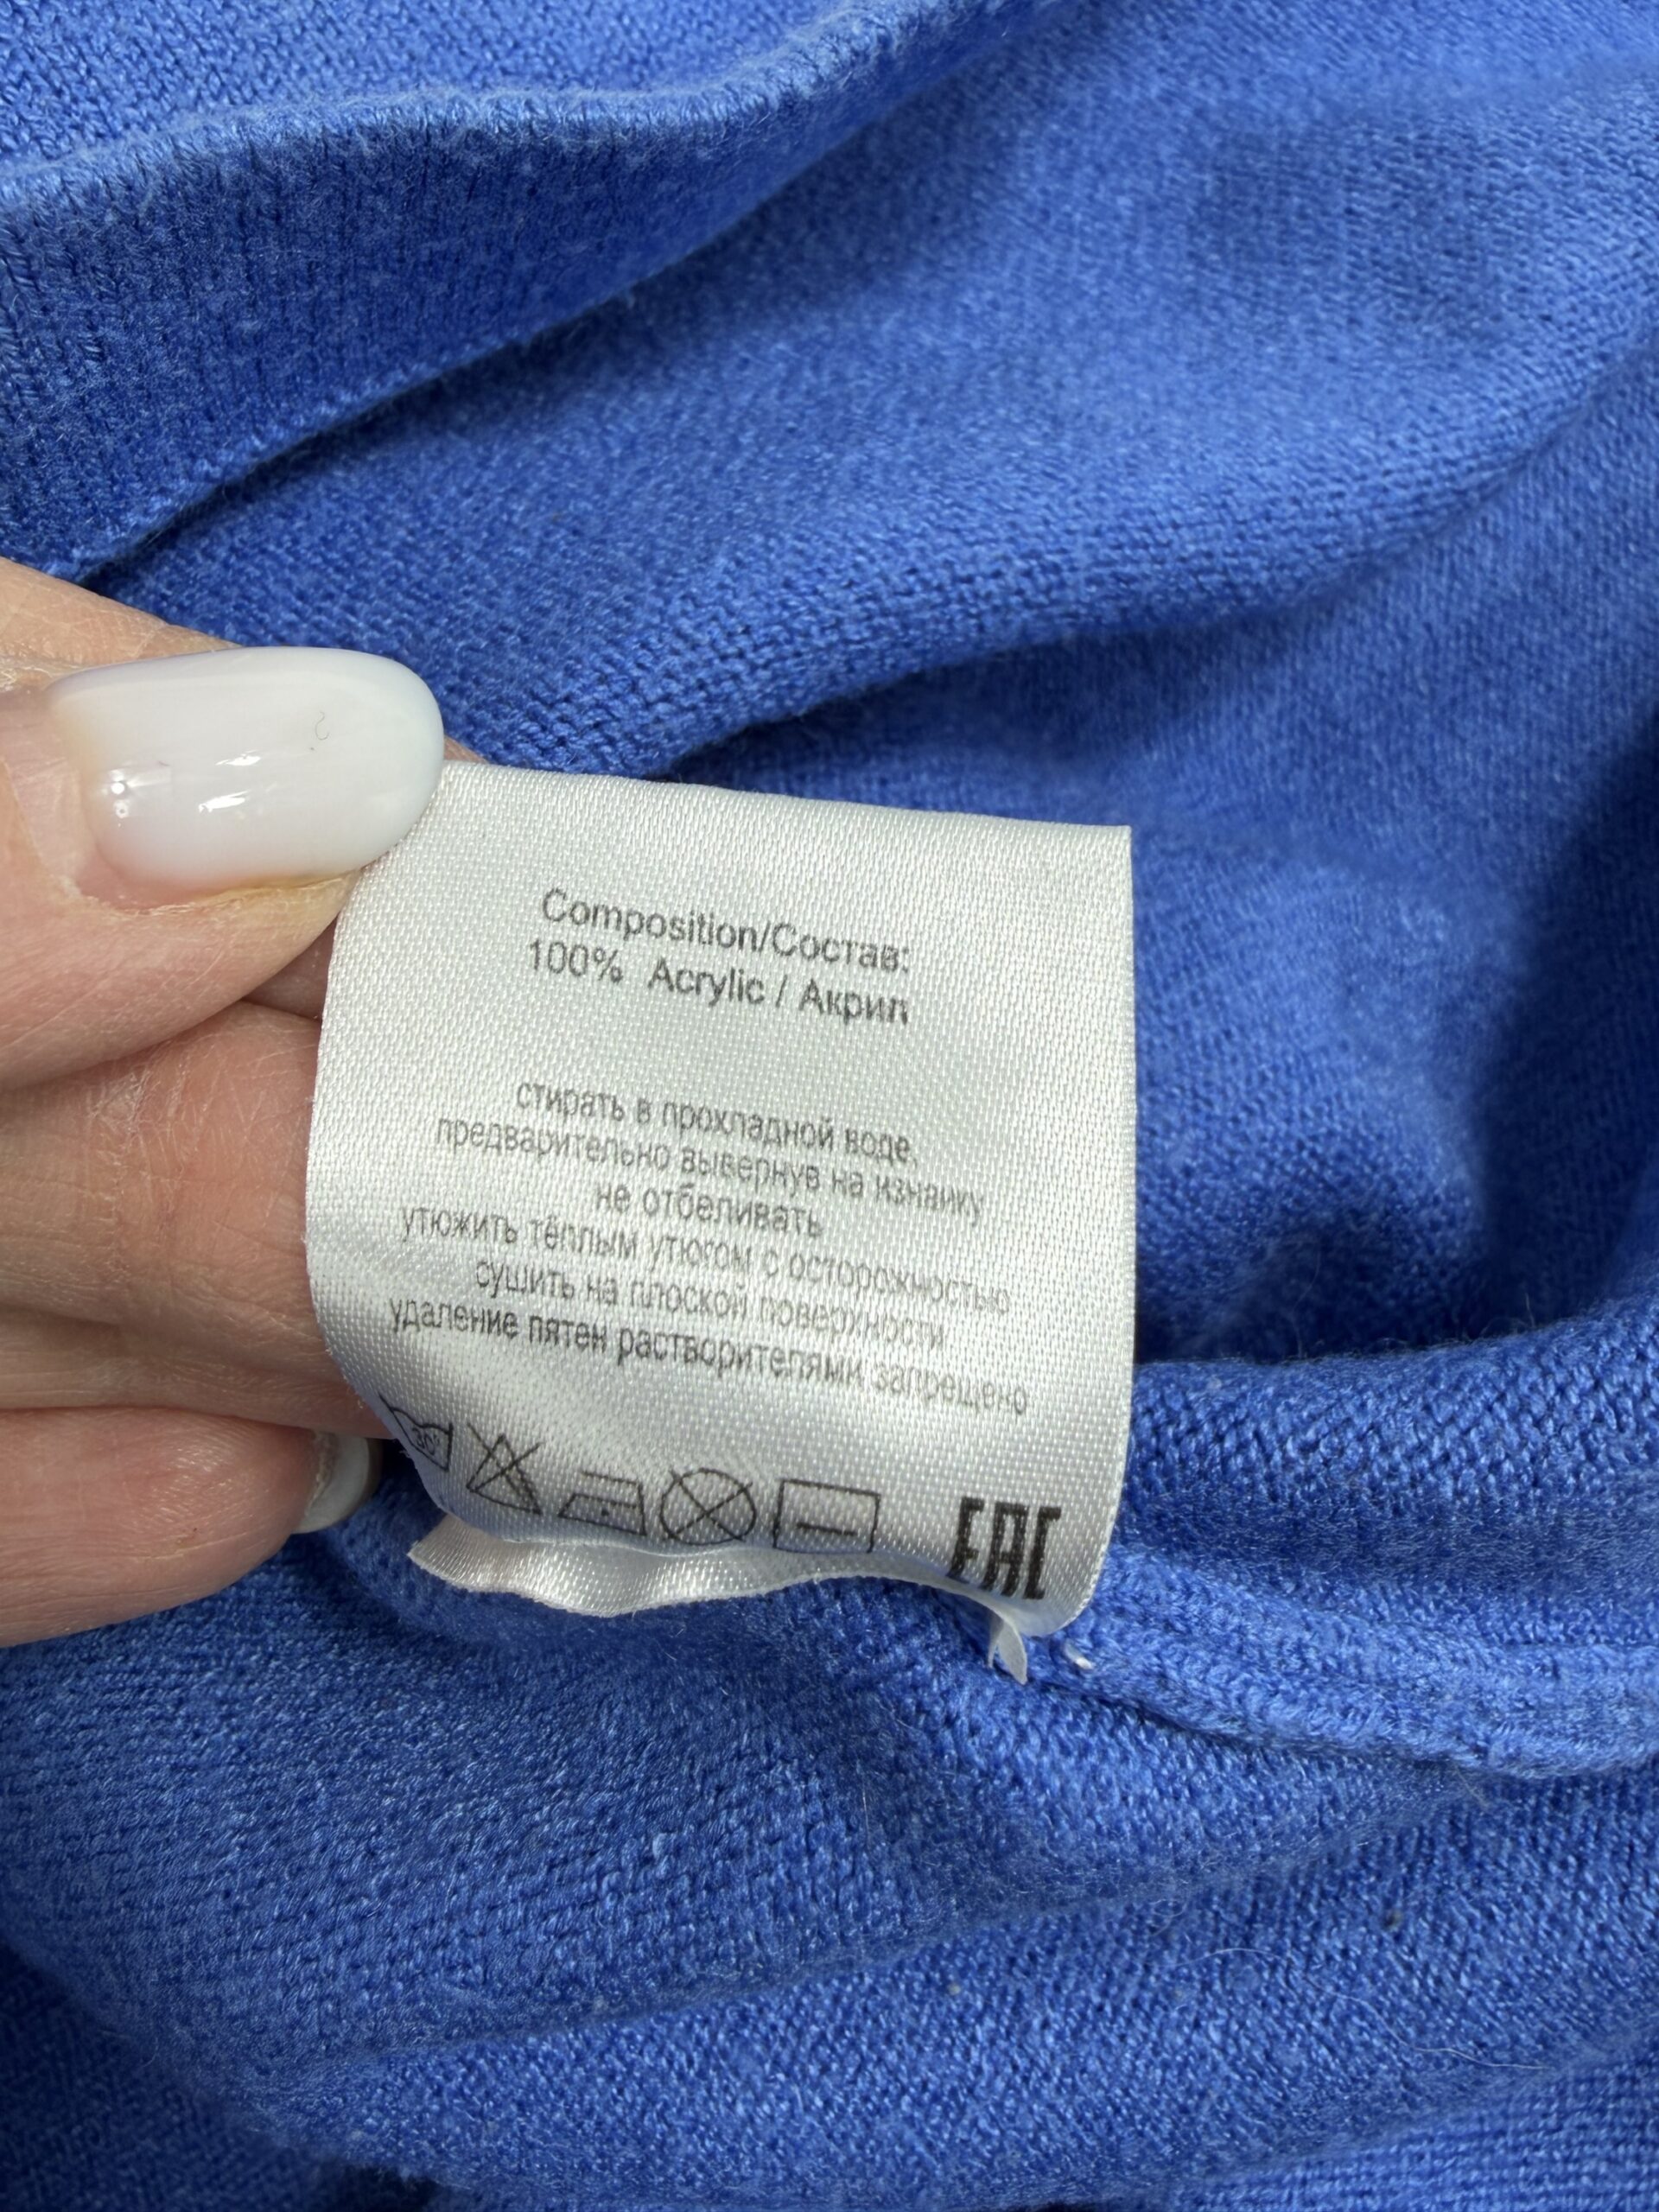 Composition/Состав:
100% Acrylic / Акрил
стирать в прохладной воде,
предварительно вывернув на изнанку
не отбеливать
утюжить тёплым утюгом с осторожностью
сушить на плоской поверхности
удаление пятен растворителями запрещено
30°
EAC